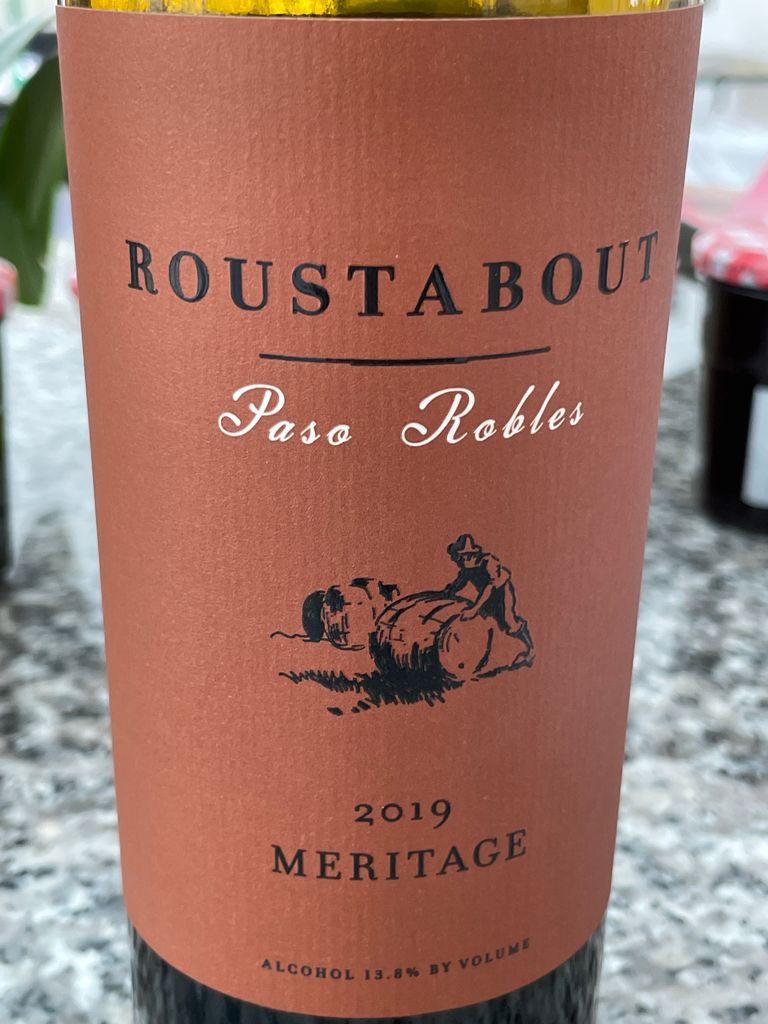 ROUSTABOUT
Paso Robles
2019
MERITAGE
ALCOHOL 13.8% BY VOLUME